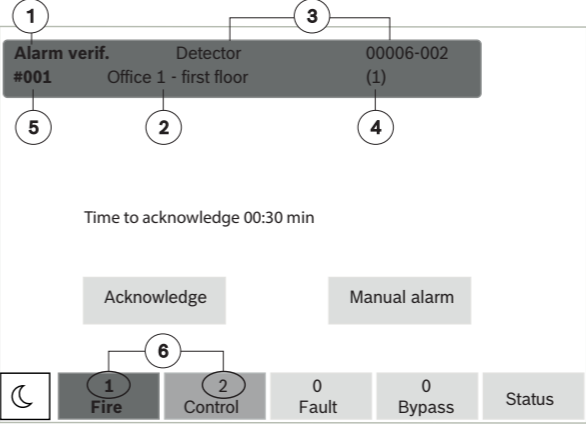 1 3
Alarm verif. Detector 00006-002
#001 Office 1 - first floor (1)
5 2 4
Time to acknowledge 00:30 min
Acknowledge Manual alarm
6
1 2 0 0
Fire Control Fault Bypass Status